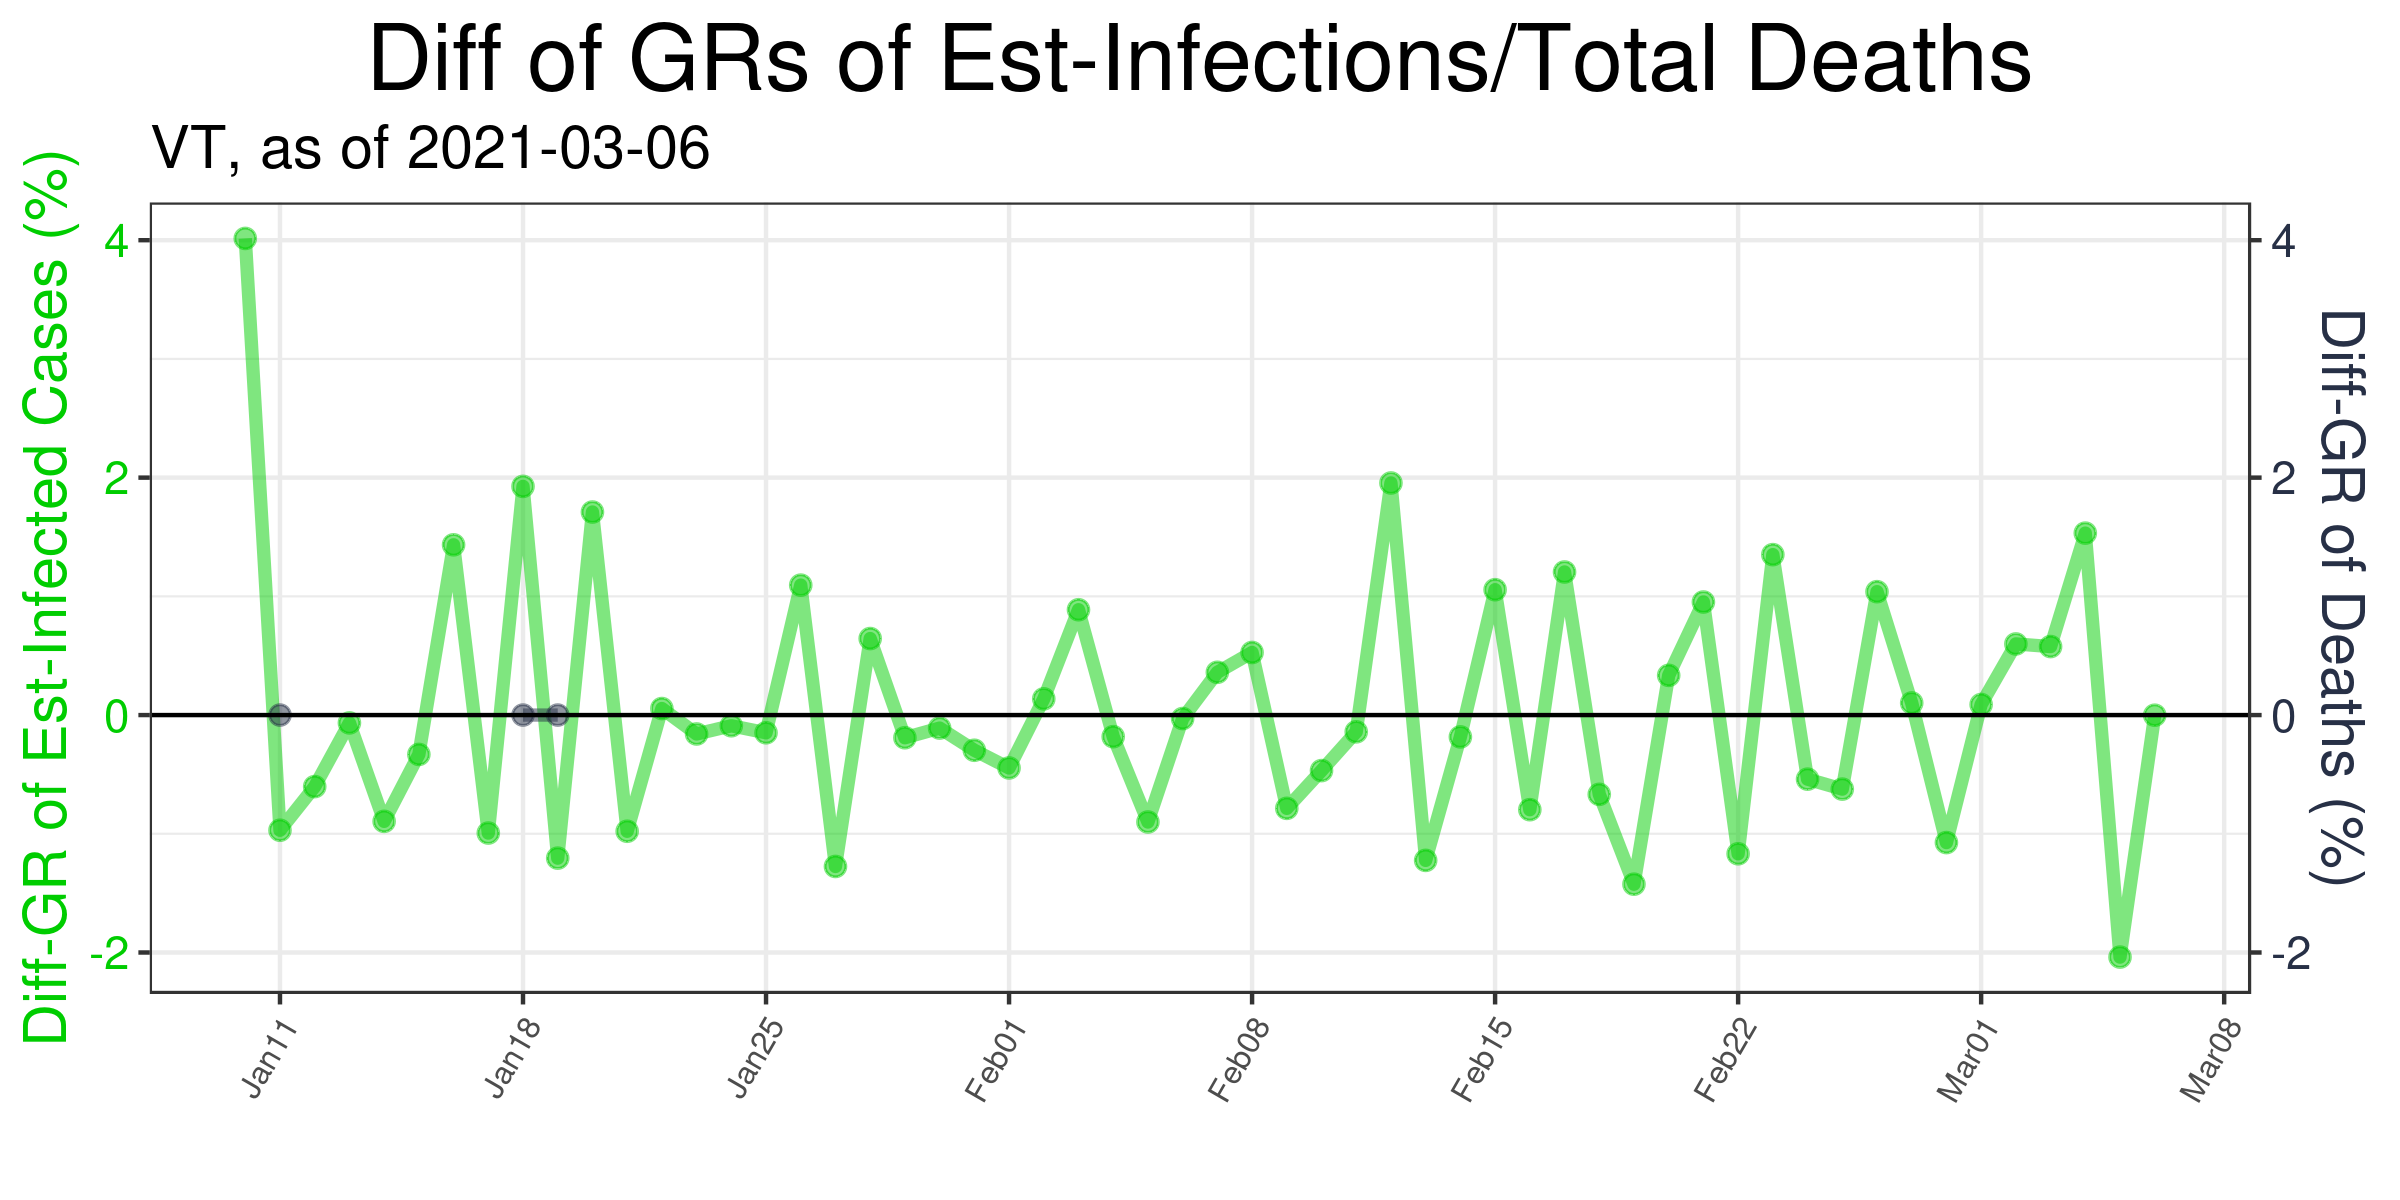 Diff of GRs of Est-Infections/Total Deaths
VT, as of 2021-03-06
Diff-GR of Est-Infected Cases (%)
4
2
0
-2
4
2
0
-2
Diff-GR of Deaths (%)
Jan11
Jan18
Jan25
Feb01
Feb08
Feb15
Feb22
Mar01
Mar08